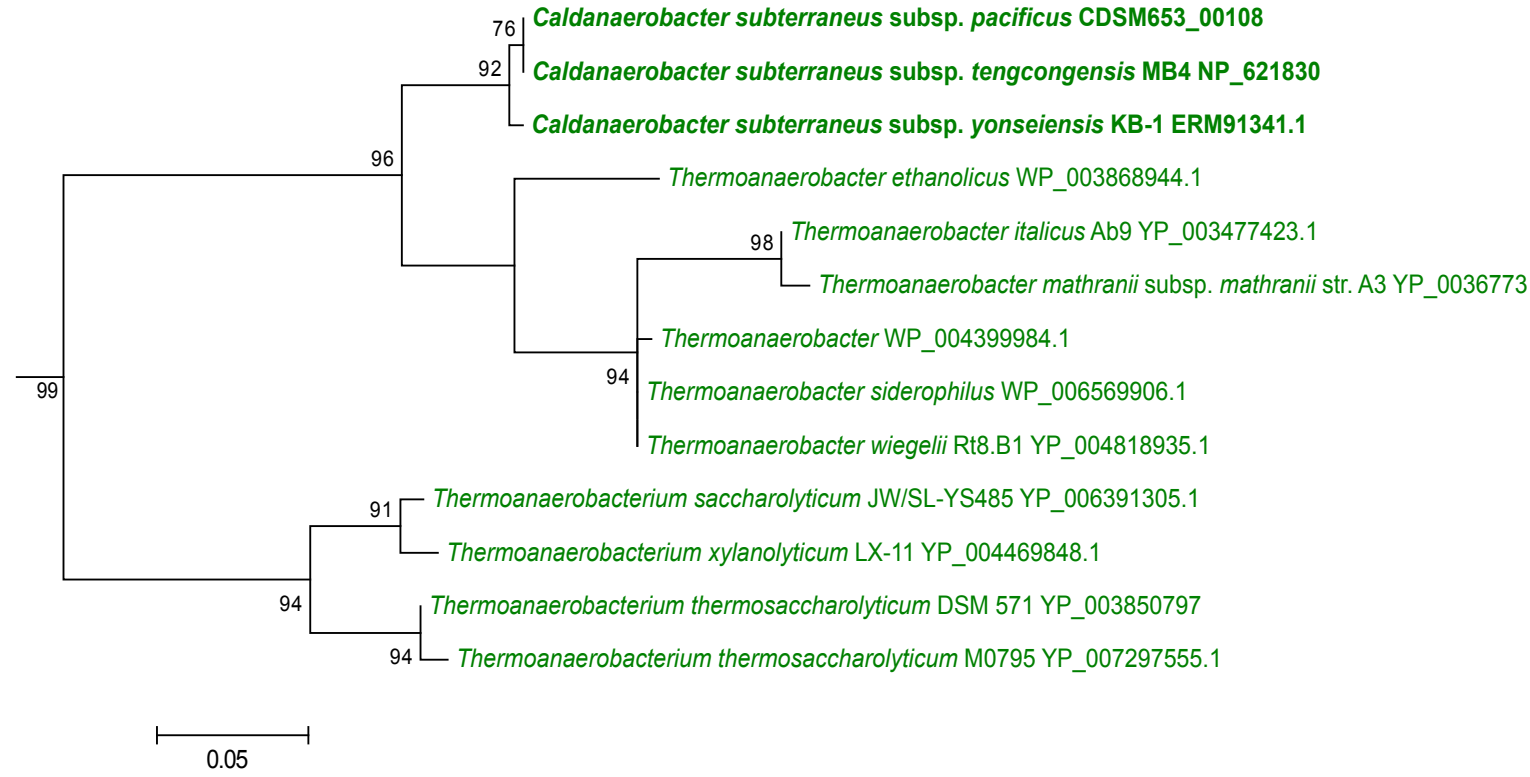 Caldanaerobacter subterraneus subsp. pacificus CDSM653_00108
76
Caldanaerobacter subterraneus subsp. tengcongensis MB4 NP_621830
92
Caldanaerobacter subterraneus subsp. yonseiensis KB-1 ERM91341.1
96
Thermoanaerobacter ethanolicus WP_003868944.1
Thermoanaerobacter italicus Ab9 YP_003477423.1
98
Thermoanaerobacter mathranii subsp. mathranii str. A3 YP_0036773
Thermoanaerobacter WP_004399984.1
94
99
Thermoanaerobacter siderophilus WP_006569906.1
Thermoanaerobacter wiegelii Rt8.B1 YP_004818935.1
Thermoanaerobacterium saccharolyticum JW/SL-YS485 YP_006391305.1
91
Thermoanaerobacterium xylanolyticum LX-11 YP_004469848.1
94
Thermoanaerobacterium thermosaccharolyticum DSM 571 YP_003850797
94
Thermoanaerobacterium thermosaccharolyticum M0795 YP_007297555.1
0.05